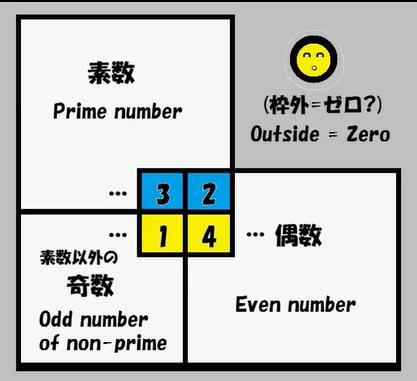 素数
Prime number
(枠外=ゼロ?)
Outside = Zero
… 3 2
… 1 4 … 偶数
素数以外の
奇数
Odd number
of non-prime
Even number